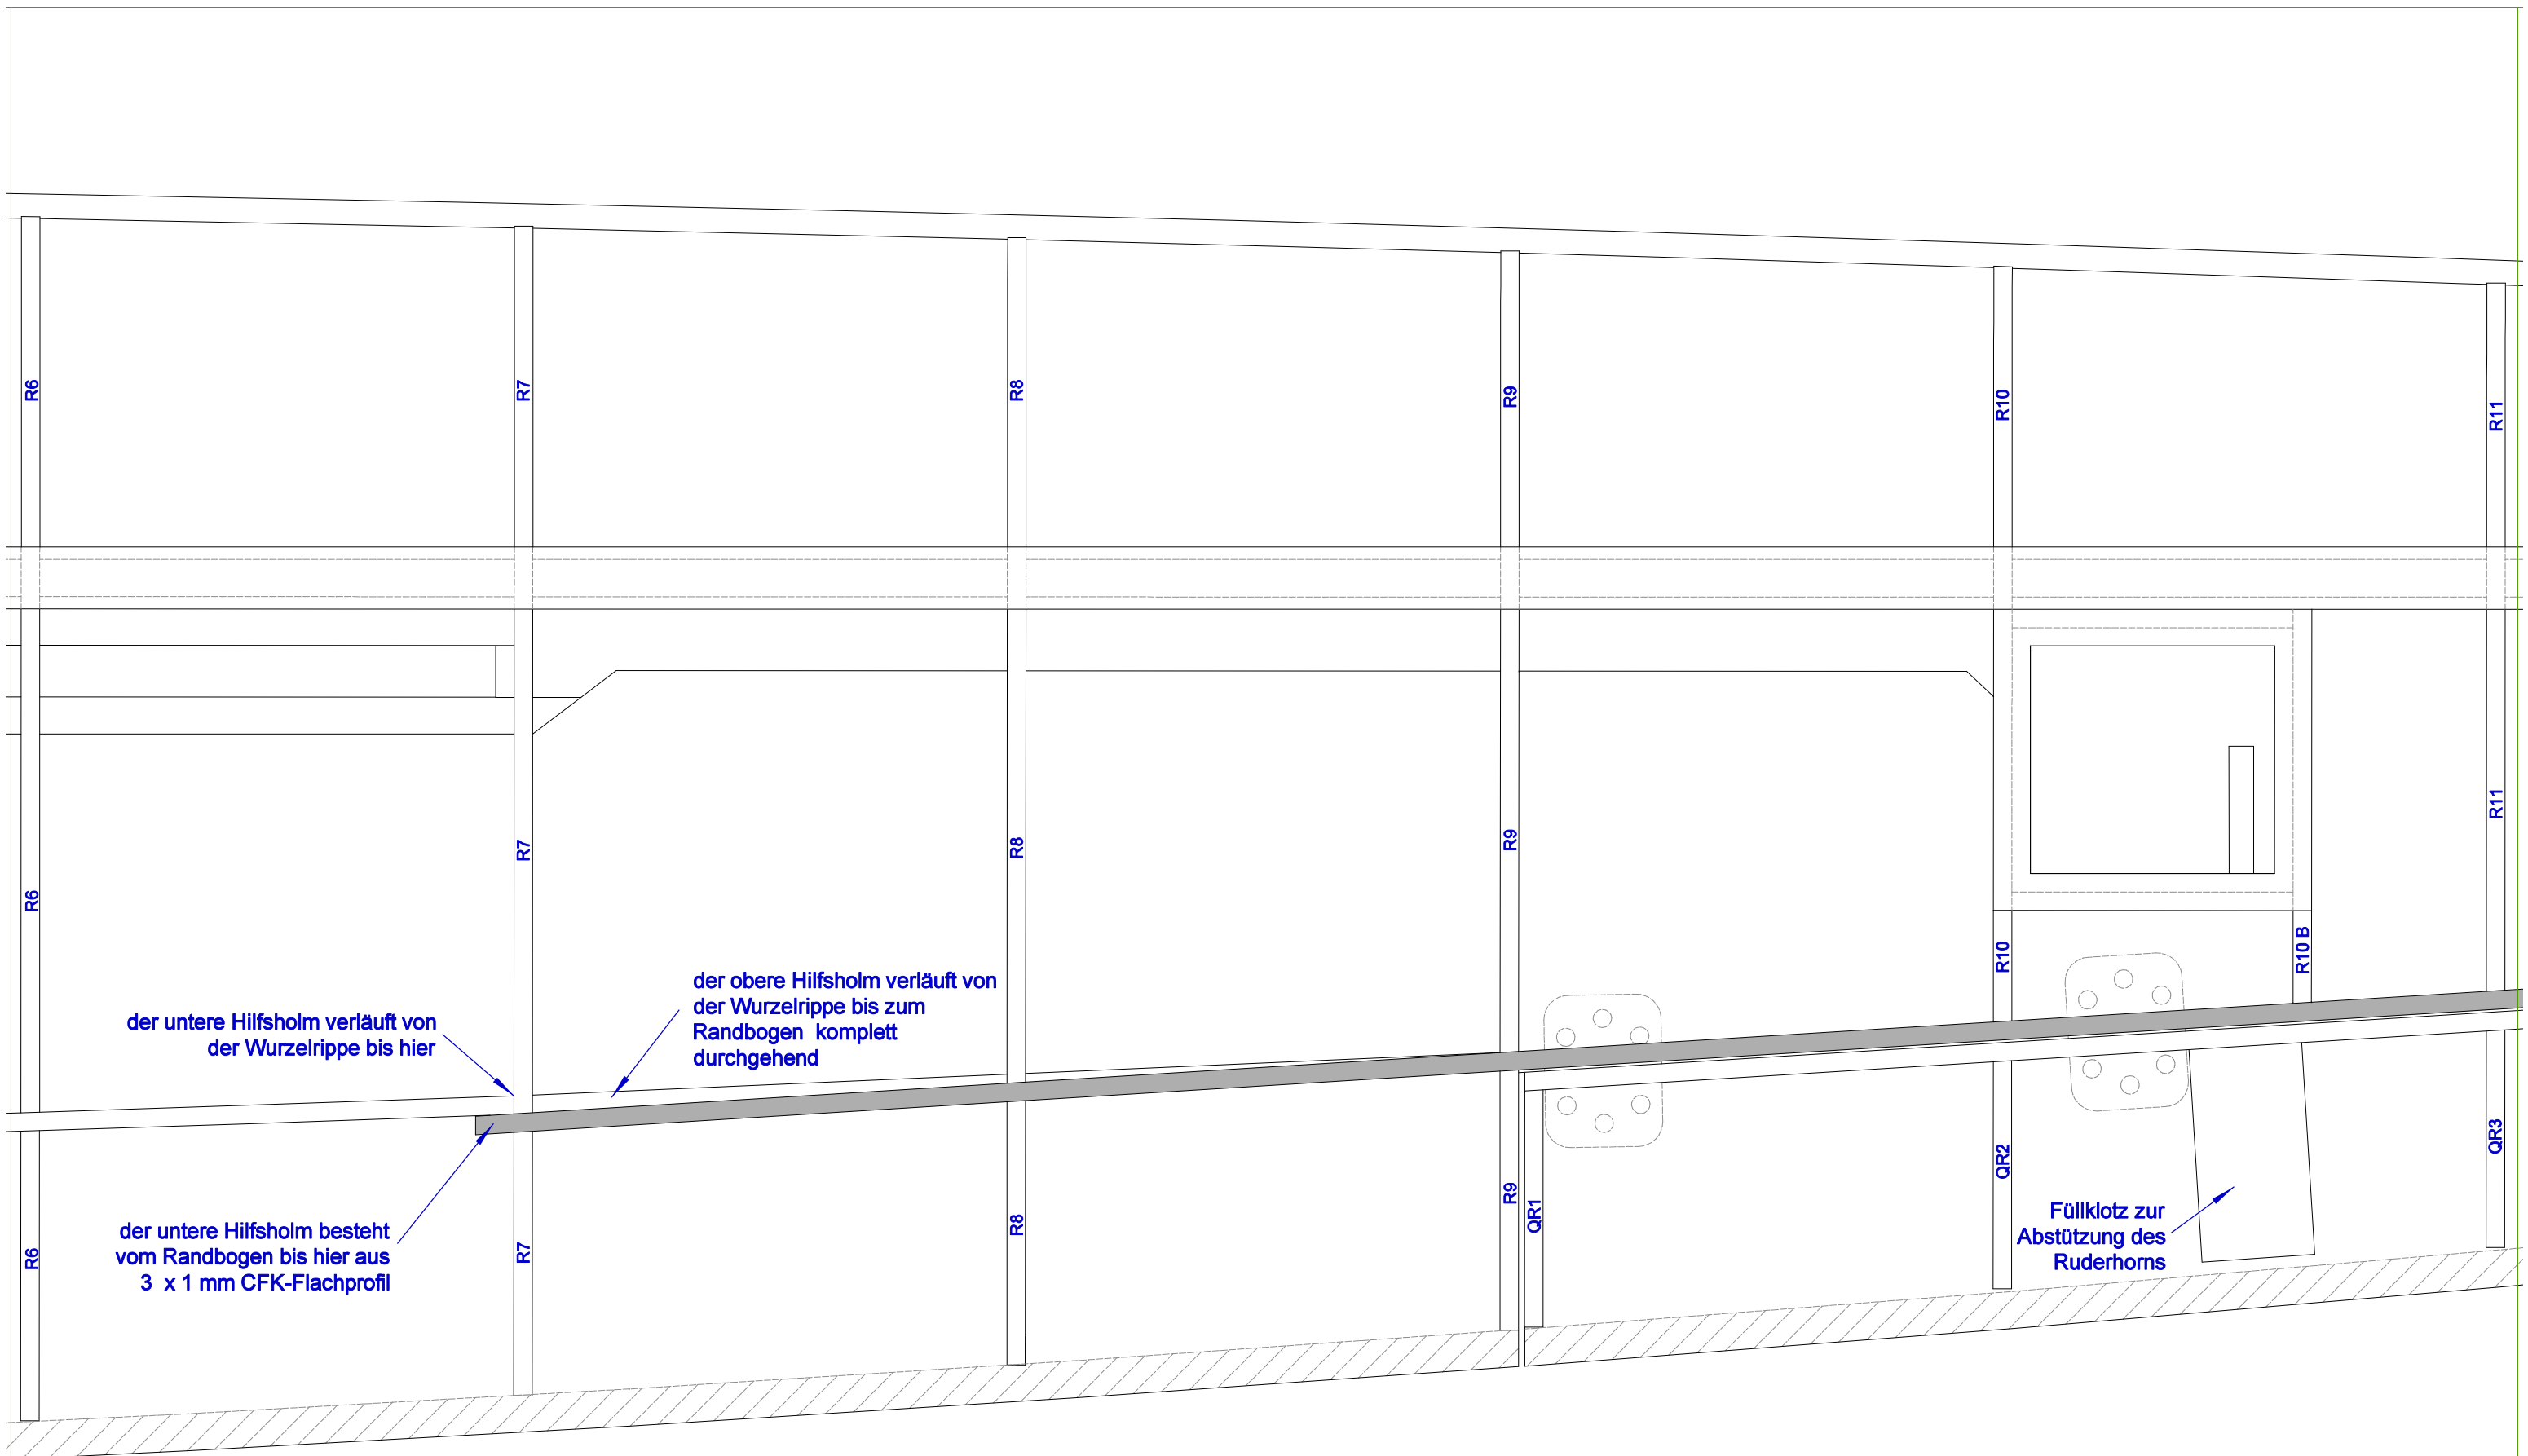 R6
R7
R8
R9
R10
R11
R6
R7
R8
R9
R10
R10 B
R11
der untere Hilfsholm verläuft von
der Wurzelrippe bis hier
der obere Hilfsholm verläuft von
der Wurzelrippe bis zum
Randbogen  komplett
durchgehend
der untere Hilfsholm besteht
vom Randbogen bis hier aus
3  x 1 mm CFK-Flachprofil
R6
R7
R8
R9
QR1
QR2
QR3
Füllklotz zur
Abstützung des
Ruderhorns